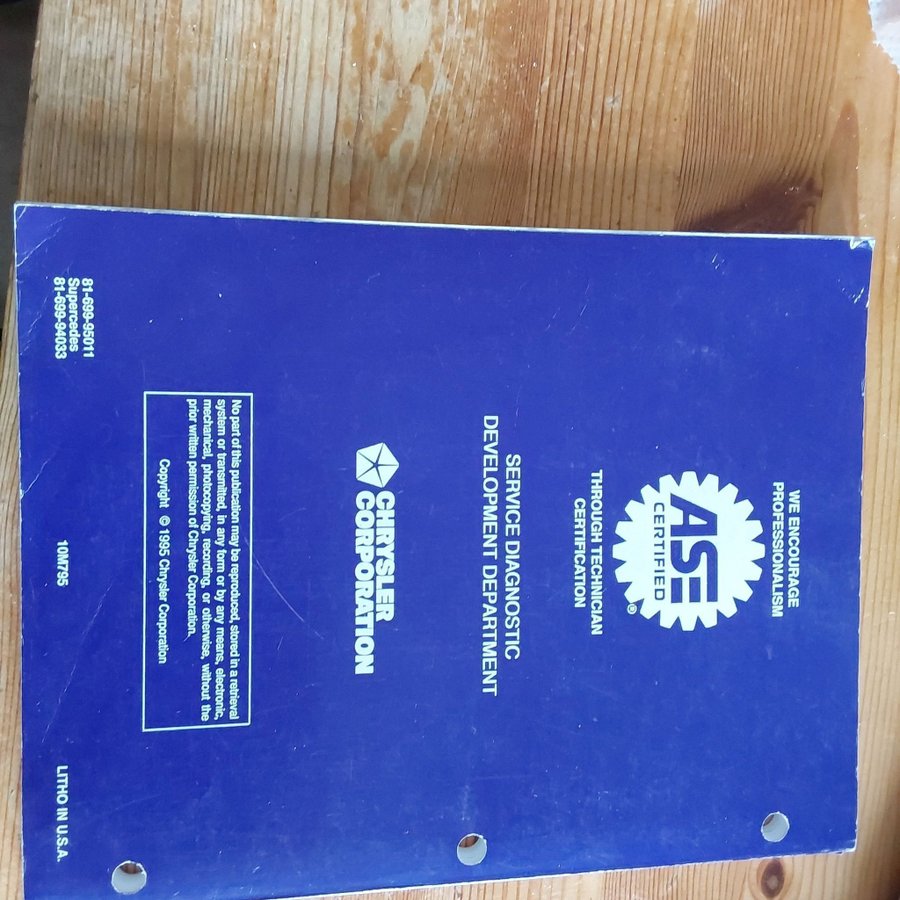 WE ENCOURAGE
PROFESSIONALISM
ASE
CERTIFIED
®
THROUGH TECHNICIAN
CERTIFICATION
SERVICE DIAGNOSTIC
DEVELOPMENT DEPARTMENT
CHRYSLER
CORPORATION
No part of this publication may be reproduced, stored in a retrieval
system or transmitted, in any form or by any means, electronic,
mechanical, photocopying, recording, or otherwise, without the
prior written permission of Chrysler Corporation.
Copyright © 1995 Chrysler Corporation
81-699-95011
Supercedes
81-699-94033
10M795
LITHO IN U.S.A.